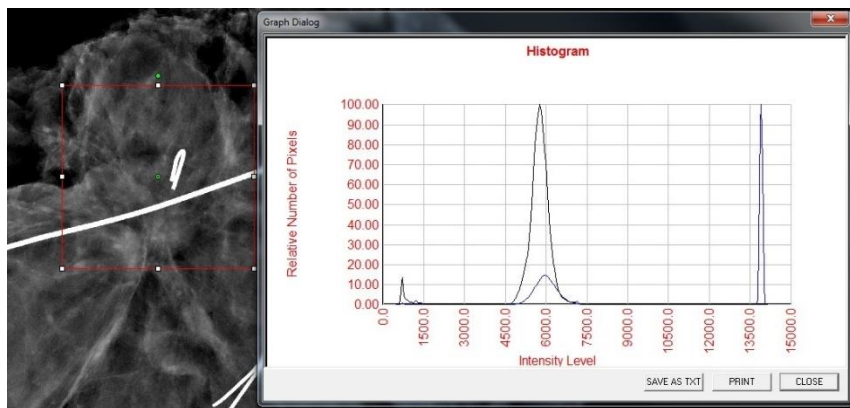 Graph Dialog
Histogram
Relative Number of Pixels
100.00
90.00
80.00
70.00
60.00
50.00
40.00
30.00
20.00
10.00
0.00
0.0 1500.0 3000.0 4500.0 6000.0 7500.0 9000.0 10500.0 12000.0 13500.0 15000.0
Intensity Level
SAVE AS TXT PRINT CLOSE